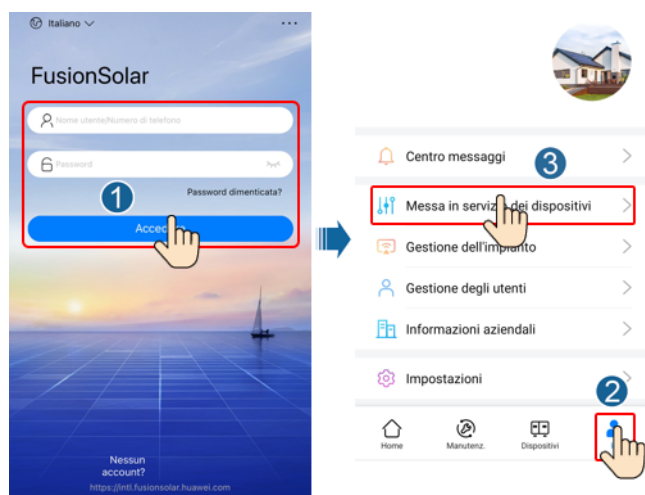 Italiano
FusionSolar
Nome utente/Numero di telefono
Password
1
Password dimenticata?
Nessun
account?
https://intl.fusionsolar.huawei.com
Centro messaggi
3
Messa in servizio dei dispositivi
Gestione dell'impianto
Gestione degli utenti
Informazioni aziendali
Impostazioni
2
Home
Manutenz.
Dispositivi